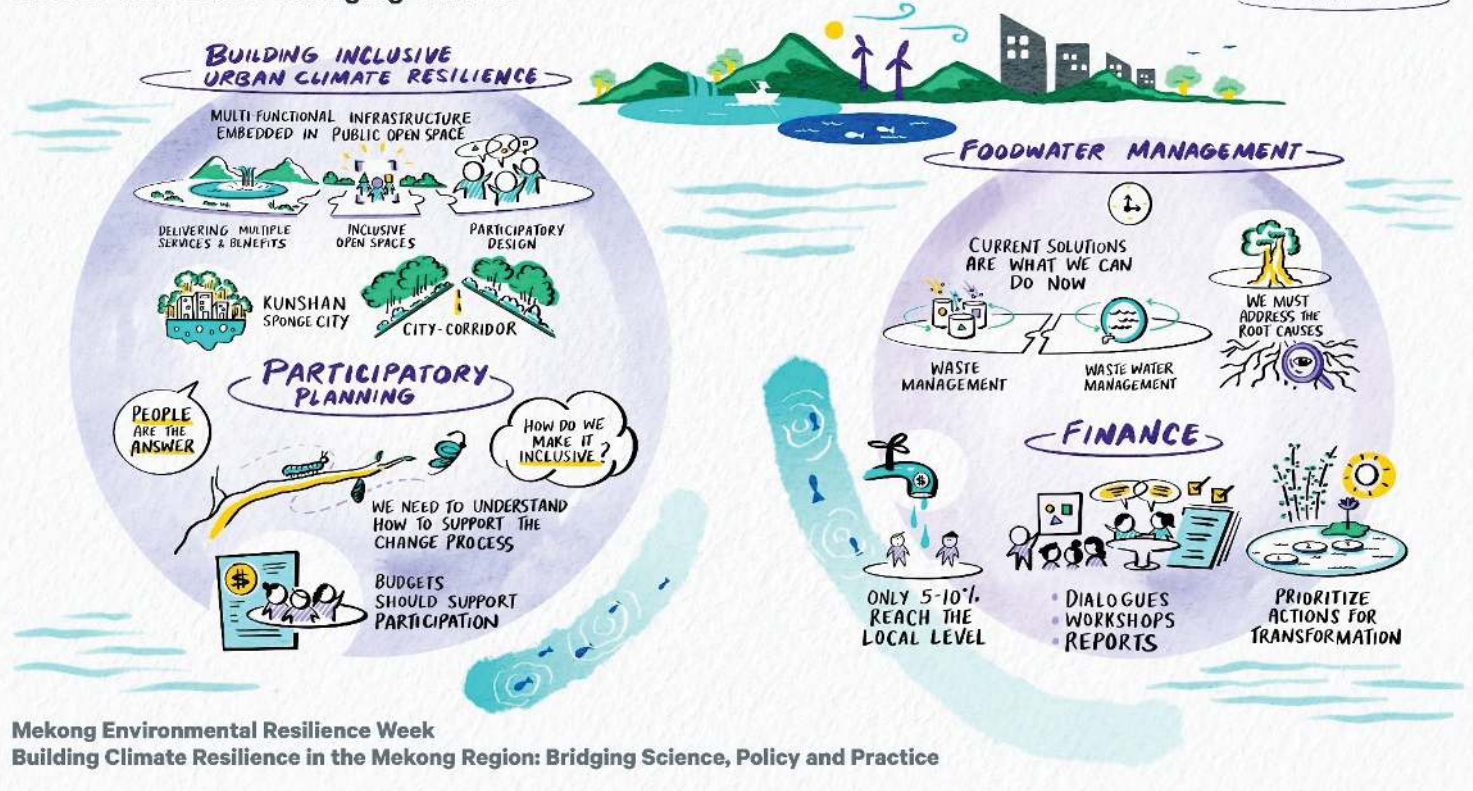 BUILDING INCLUSIVE
URBAN CLIMATE RESILIENCE
MULTI-FUNCTIONAL INFRASTRUCTURE
EMBEDDED IN PUBLIC OPEN SPACE
DELIVERING MULTIPLE
SERVICES & BENEFITS
INCLUSIVE
OPEN SPACES
PARTICIPATORY
DESIGN
KUNSHAN
SPONGE CITY
CITY-CORRIDOR
PARTICIPATORY
PLANNING
PEOPLE
ARE THE
ANSWER
HOW DO WE
MAKE IT
INCLUSIVE?
WE NEED TO UNDERSTAND
HOW TO SUPPORT THE
CHANGE PROCESS
$
BUDGETS
SHOULD SUPPORT
PARTICIPATION
FOODWATER MANAGEMENT
CURRENT SOLUTIONS
ARE WHAT WE CAN
DO NOW
WASTE
MANAGEMENT
WASTE WATER
MANAGEMENT
WE MUST
ADDRESS THE
ROOT CAUSES
FINANCE
$
ONLY 5-10%
REACH THE
LOCAL LEVEL
• DIALOGUES
• WORKSHOPS
• REPORTS
PRIORITIZE
ACTIONS FOR
TRANSFORMATION
Mekong Environmental Resilience Week
Building Climate Resilience in the Mekong Region: Bridging Science, Policy and Practice